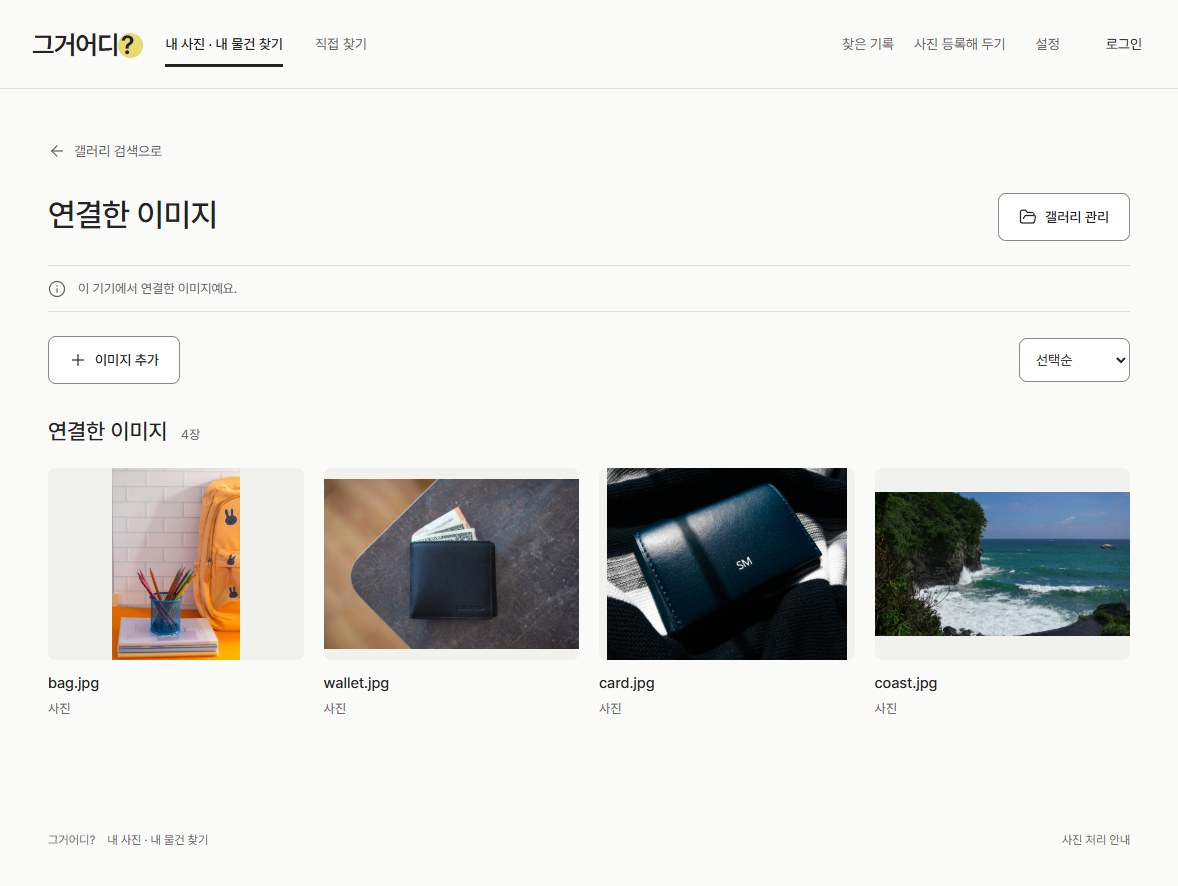 그거어디?
내 사진 · 내 물건 찾기
직접 찾기
찾은 기록
사진 등록해 두기
설정
로그인
갤러리 검색으로
연결한 이미지
갤러리 관리
이 기기에서 연결한 이미지예요.
이미지 추가
선택순
연결한 이미지 4장
SM
bag.jpg
wallet.jpg
card.jpg
coast.jpg
사진
사진
사진
사진
그거어디? 내 사진 · 내 물건 찾기
사진 처리 안내